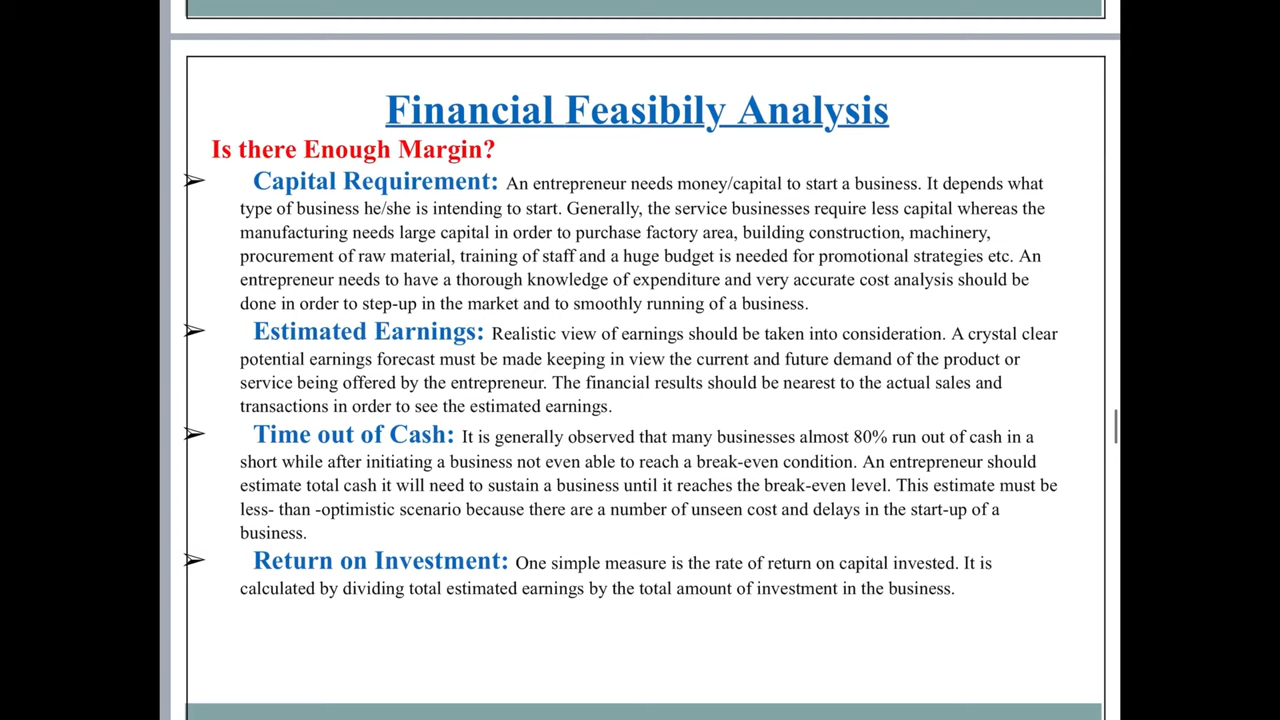 Financial Feasibily Analysis
Is there Enough Margin?
➢ Capital Requirement: An entrepreneur needs money/capital to start a business. It depends what
type of business he/she is intending to start. Generally, the service businesses require less capital whereas the
manufacturing needs large capital in order to purchase factory area, building construction, machinery,
procurement of raw material, training of staff and a huge budget is needed for promotional strategies etc. An
entrepreneur needs to have a thorough knowledge of expenditure and very accurate cost analysis should be
done in order to step-up in the market and to smoothly running of a business.
➢ Estimated Earnings: Realistic view of earnings should be taken into consideration. A crystal clear
potential earnings forecast must be made keeping in view the current and future demand of the product or
service being offered by the entrepreneur. The financial results should be nearest to the actual sales and
transactions in order to see the estimated earnings.
➢ Time out of Cash: It is generally observed that many businesses almost 80% run out of cash in a
short while after initiating a business not even able to reach a break-even condition. An entrepreneur should
estimate total cash it will need to sustain a business until it reaches the break-even level. This estimate must be
less- than -optimistic scenario because there are a number of unseen cost and delays in the start-up of a
business.
➢ Return on Investment: One simple measure is the rate of return on capital invested. It is
calculated by dividing total estimated earnings by the total amount of investment in the business.